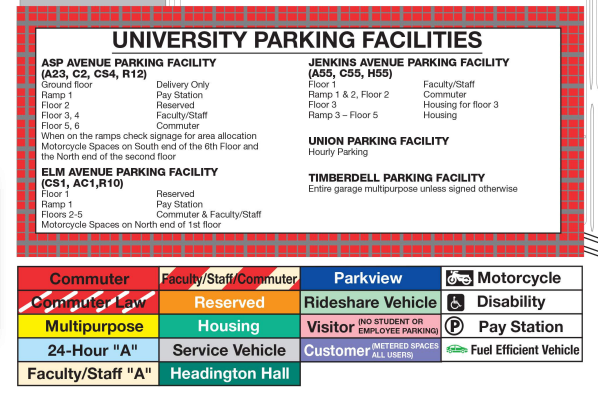 UNIVERSITY PARKING FACILITIES
ASP AVENUE PARKING FACILITY
(A23, C2, CS4, R12)
Ground floor Delivery Only
Ramp 1 Pay Station
Floor 2 Reserved
Floor 3, 4 Faculty/Staff
Floor 5, 6 Commuter
When on the ramps check signage for area allocation
Motorcycle Spaces on South end of the 6th Floor and
the North end of the second floor
ELM AVENUE PARKING FACILITY
(CS1, AC1,R10)
Floor 1 Reserved
Ramp 1 Pay Station
Floors 2-5 Commuter & Faculty/Staff
Motorcycle Spaces on North end of 1st floor
JENKINS AVENUE PARKING FACILITY
(A55, C55, H55)
Floor 1 Faculty/Staff
Ramp 1 & 2, Floor 2 Commuter
Floor 3 Housing for floor 3
Ramp 3 – Floor 5 Housing
UNION PARKING FACILITY
Hourly Parking
TIMBERDELL PARKING FACILITY
Entire garage multipurpose unless signed otherwise
Commuter
Commuter Law
Multipurpose
24-Hour "A"
Faculty/Staff "A"
Faculty/Staff/Commuter
Reserved
Housing
Service Vehicle
Headington Hall
Parkview
Rideshare Vehicle
Visitor (NO STUDENT OR
EMPLOYEE PARKING)
Customer (METERED SPACES
ALL USERS)
Motorcycle
Disability
P Pay Station
Fuel Efficient Vehicle